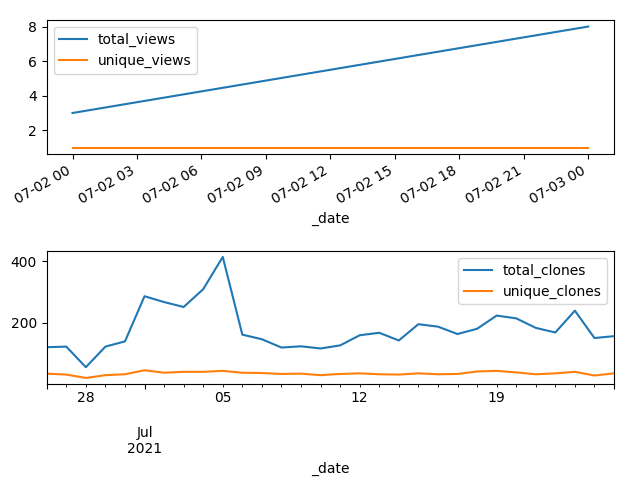 8
6
4
2
total_views
unique_views
07-02 00
07-02 03
07-02 06
07-02 09
07-02 12
07-02 15
07-02 18
07-02 21
07-03 00
_date
400
200
total_clones
unique_clones
28
05
12
19
Jul
2021
_date